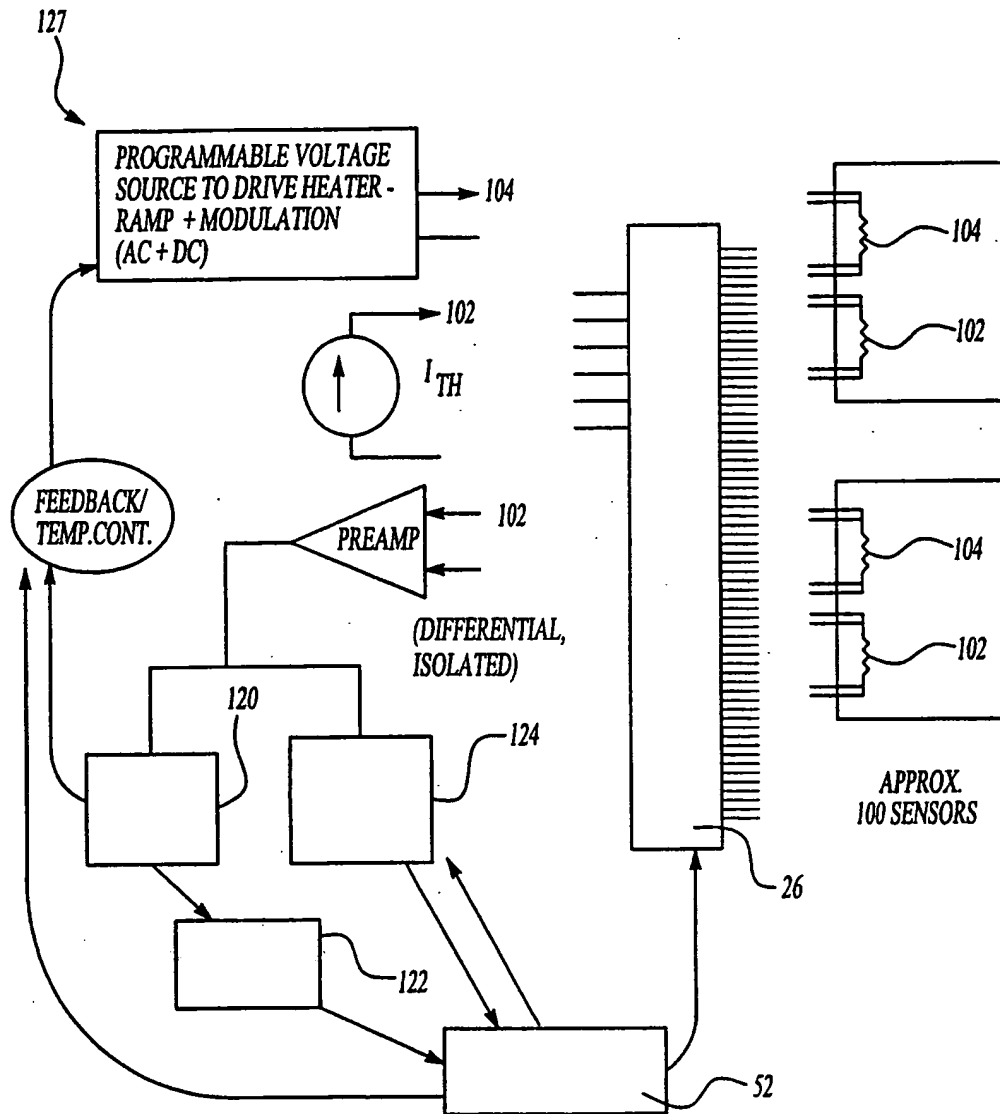 127
PROGRAMMABLE VOLTAGE
SOURCE TO DRIVE HEATER -
RAMP + MODULATION
(AC + DC)
104
102
I TH
FEEDBACK/
TEMP.CONT.
PREAMP
102
(DIFFERENTIAL,
ISOLATED)
120
124
122
52
26
104
102
104
102
APPROX.
100 SENSORS